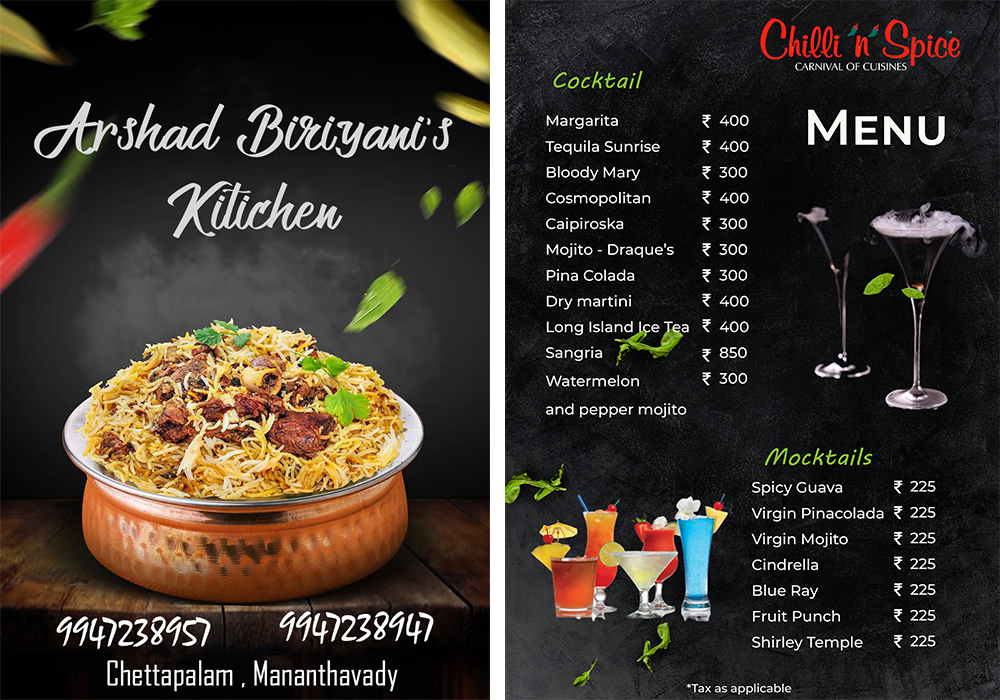 Arshad Biriyani's
Kitichen
9947238957 9947238947
Chettapalam , Mananthavady
Chilli 'n' Spice
CARNIVAL OF CUISINES
MENU
Cocktail
Margarita ₹ 400
Tequila Sunrise ₹ 400
Bloody Mary ₹ 300
Cosmopolitan ₹ 400
Caipiroska ₹ 300
Mojito - Draque's ₹ 300
Pina Colada ₹ 300
Dry martini ₹ 400
Long Island Ice Tea ₹ 400
Sangria ₹ 850
Watermelon ₹ 300
and pepper mojito
Mocktails
Spicy Guava ₹ 225
Virgin Pinacolada ₹ 225
Virgin Mojito ₹ 225
Cindrella ₹ 225
Blue Ray ₹ 225
Fruit Punch ₹ 225
Shirley Temple ₹ 225
*Tax as applicable